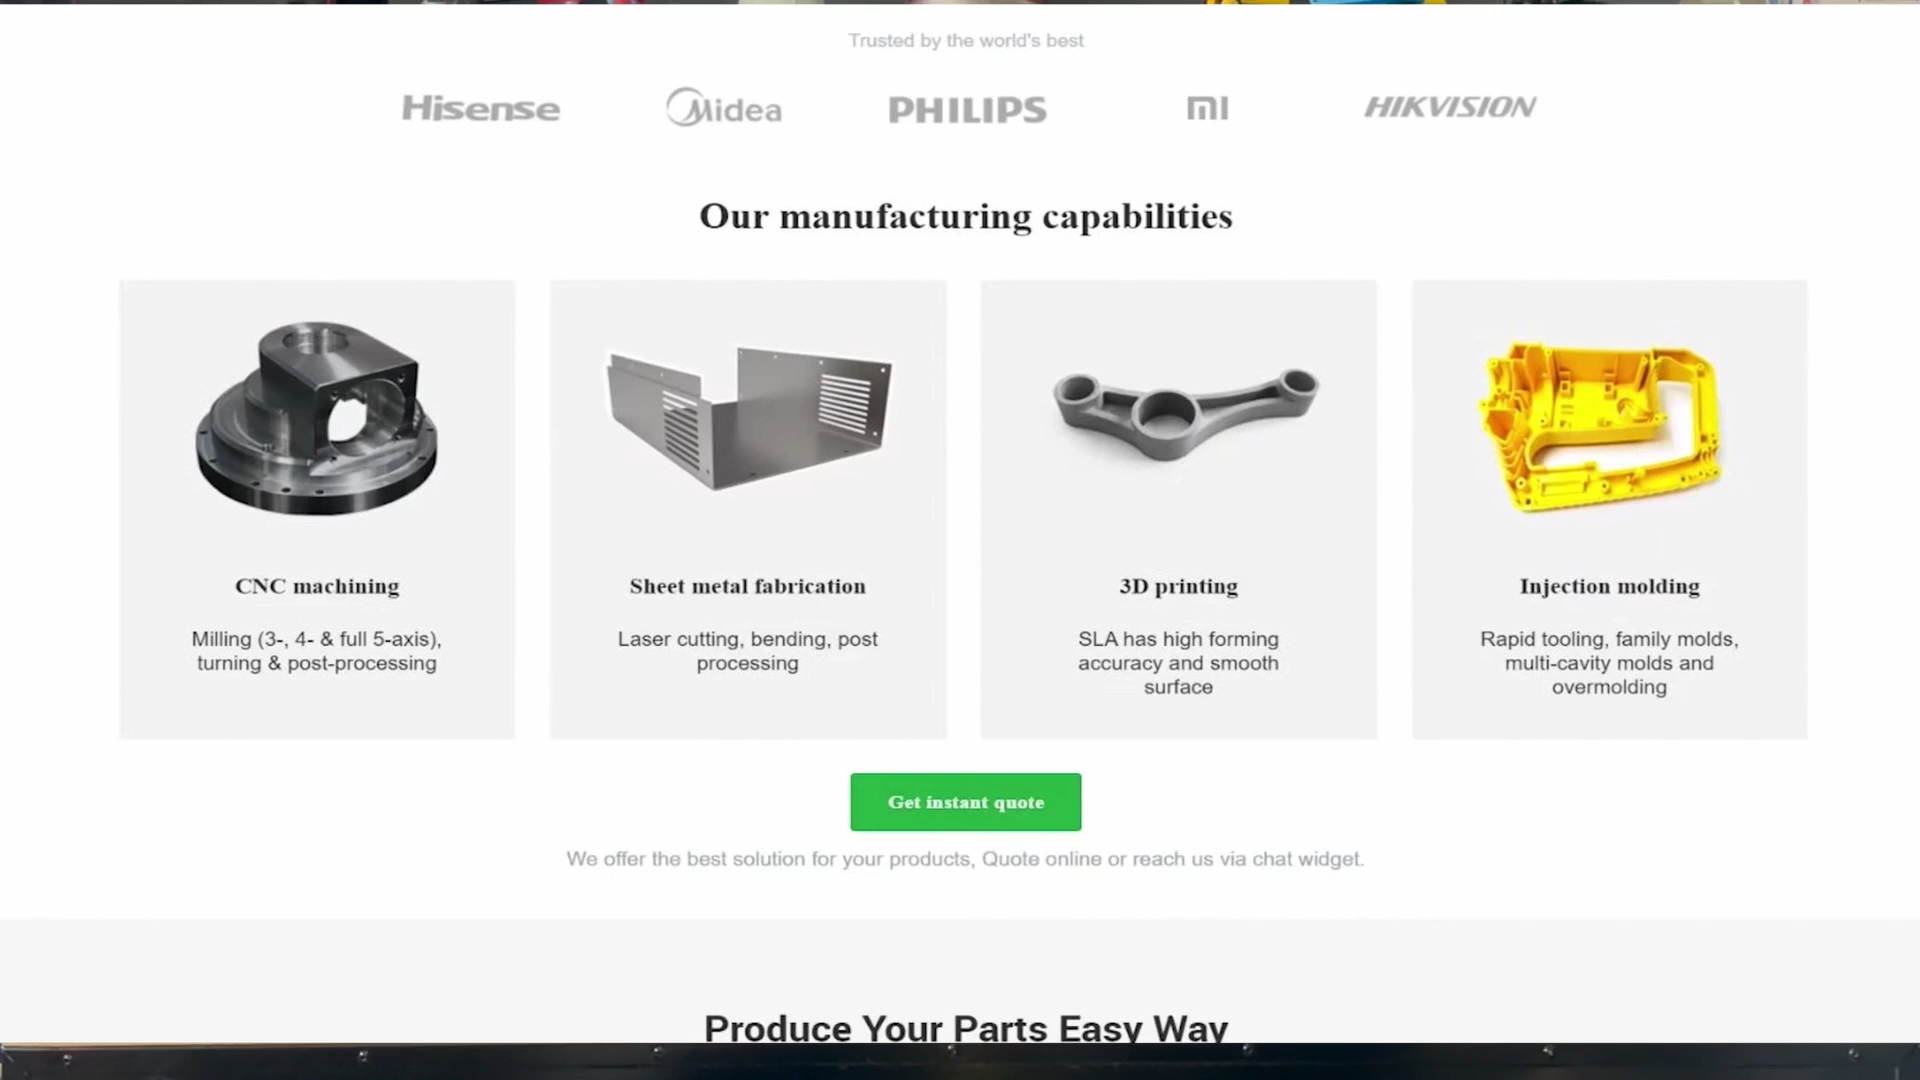 Trusted by the world's best
Hisense
Midea
PHILIPS
mi
HIKVISION
Our manufacturing capabilities
CNC machining
Milling (3-, 4- & full 5-axis),
turning & post-processing
Sheet metal fabrication
Laser cutting, bending, post
processing
3D printing
SLA has high forming
accuracy and smooth
surface
Injection molding
Rapid tooling, family molds,
multi-cavity molds and
overmolding
Get instant quote
We offer the best solution for your products, Quote online or reach us via chat widget.
Produce Your Parts Easy Way